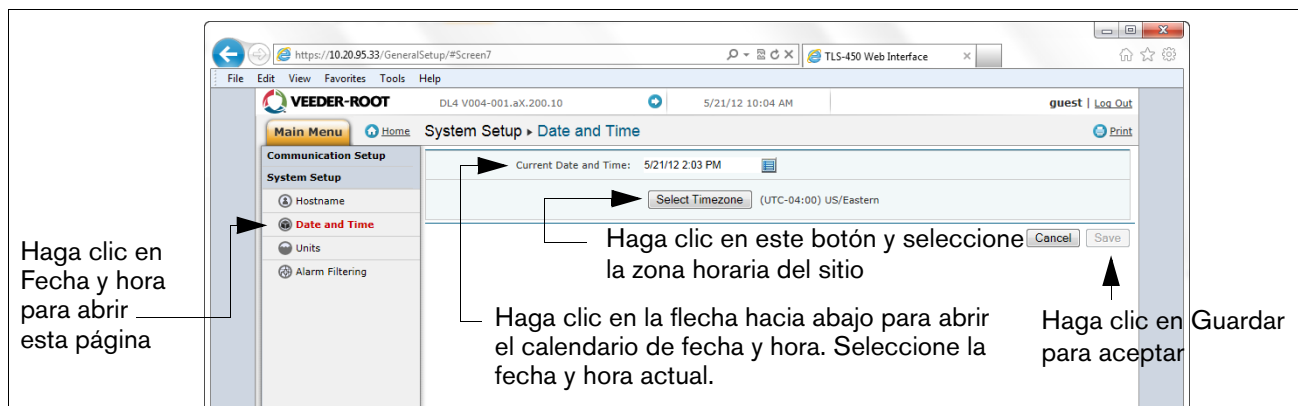 https://10.20.95.33/GeneralSetup/#Screen7
TLS-450 Web Interface
File Edit View Favorites Tools Help
VEEDER-ROOT
DL4 V004-001.aX.200.10
5/21/12 10:04 AM
guest | Log Out
Main Menu
Home
System Setup ▸ Date and Time
Print
Communication Setup
System Setup
Hostname
Date and Time
Units
Alarm Filtering
Current Date and Time: 5/21/12 2:03 PM
Select Timezone (UTC-04:00) US/Eastern
Cancel Save
Haga clic en
Fecha y hora
para abrir
esta página
Haga clic en este botón y seleccione
la zona horaria del sitio
Haga clic en la flecha hacia abajo para abrir
el calendario de fecha y hora. Seleccione la
fecha y hora actual.
Haga clic en Guardar
para aceptar